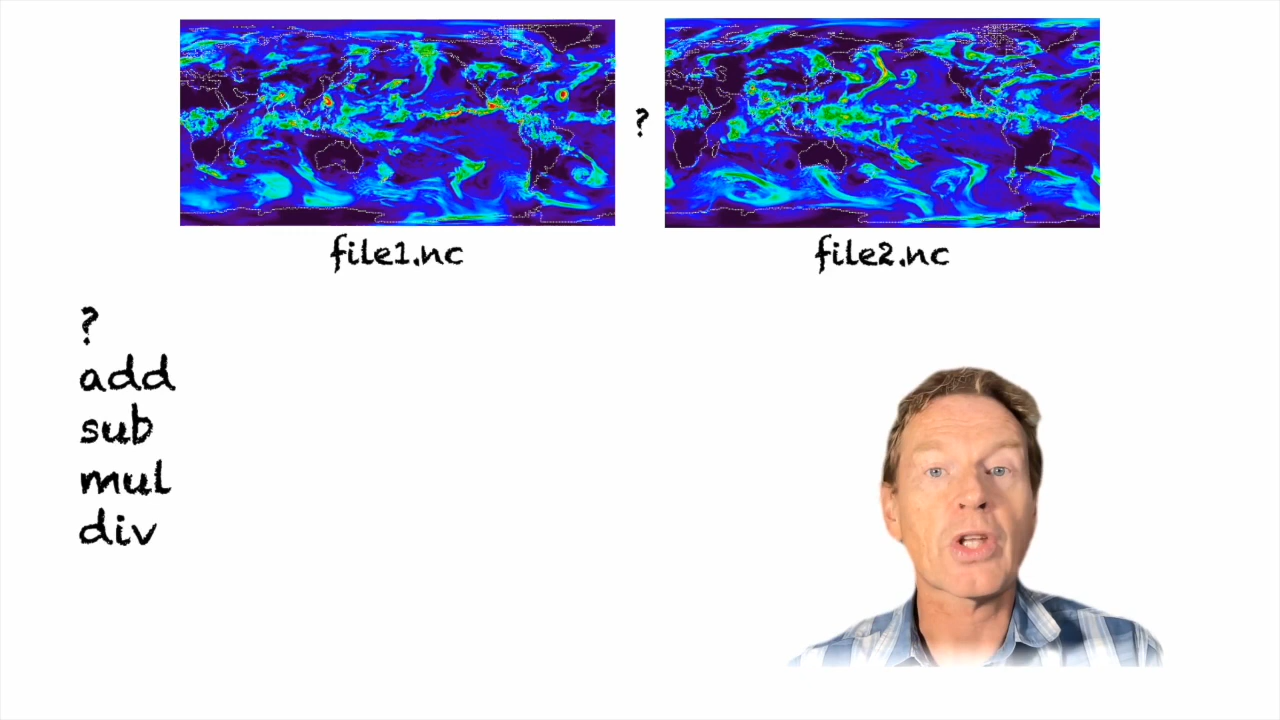 ?
file1.nc
file2.nc
?
add
sub
mul
div